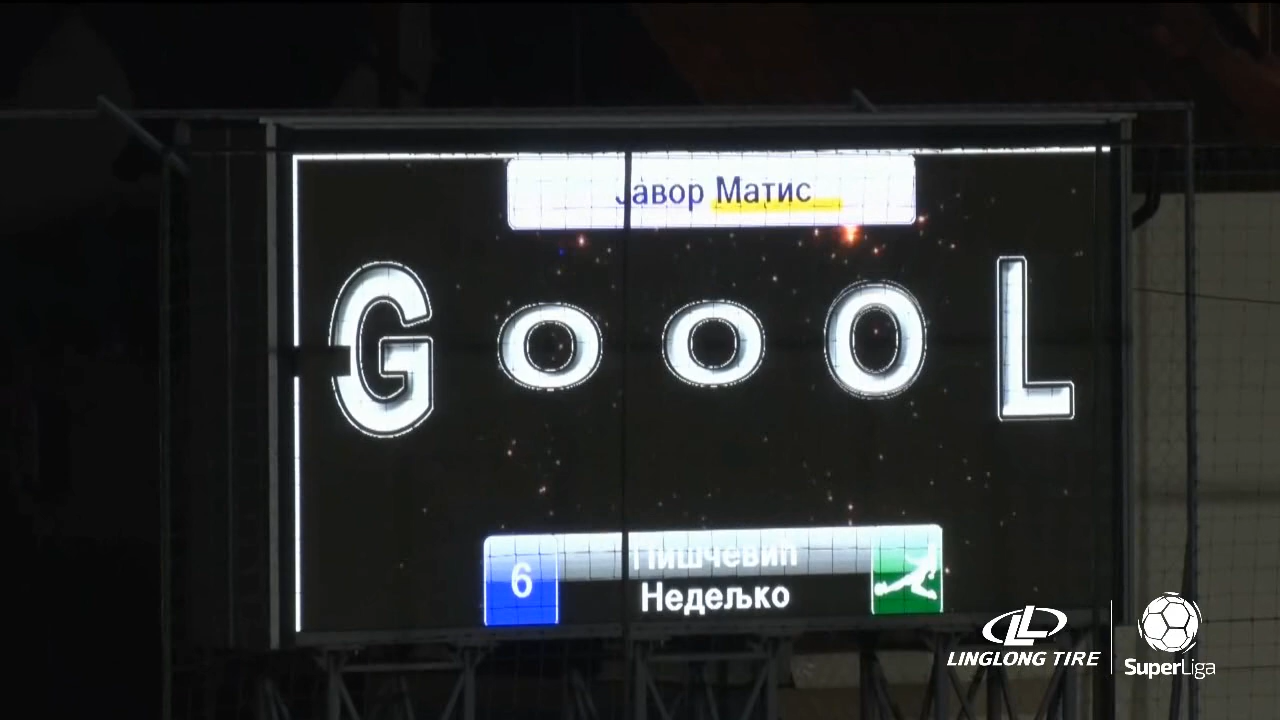 Јавор Матис
GOOOL
6
Пишчевић
Недељко
LINGLONG TIRE
SuperLiga